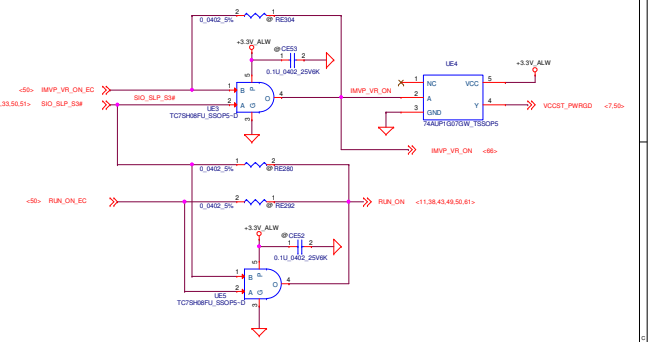 2 1
0_0402_5% @ RE304
+3.3V_ALW
@CE53
1 2
0.1U_0402_25V6K
UE4
+3.3V_ALW
<50> IMVP_VR_ON_EC
,33,50,51> SIO_SLP_S3#
SIO_SLP_S3#
5
1 B P
2 A G
O 4
3
UE3
TC7SH08FU_SSOP5~D
IMVP_VR_ON
1 NC VCC 5
2 A
Y 4
3 GND
74AUP1G07GW_TSSOP5
VCCST_PWRGD <7,50>
IMVP_VR_ON <66>
1 2
0_0402_5% @ RE280
<50> RUN_ON_EC
1 2
0_0402_5% @ RE292
RUN_ON <11,38,43,49,50,61>
+3.3V_ALW
@CE52
1 2
0.1U_0402_25V6K
5
1 B P
2 A G
O 4
3
UE5
TC7SH08FU_SSOP5~D
C